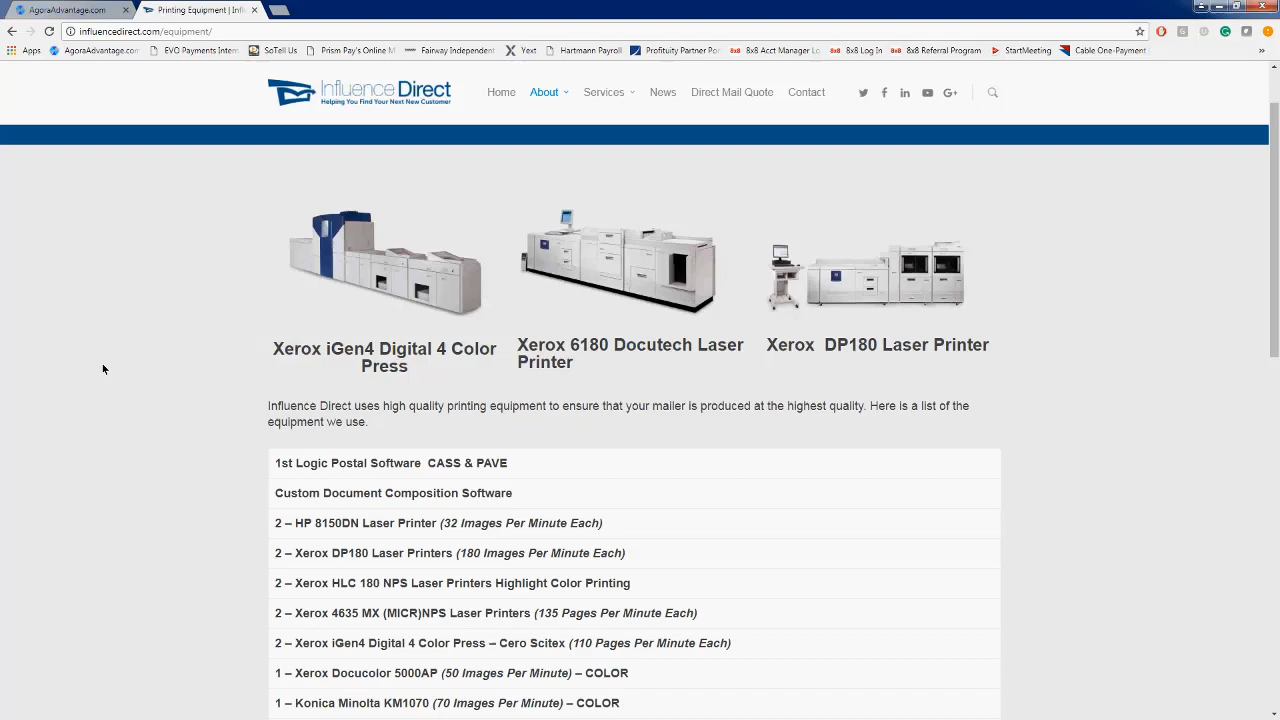 AgoraAdvantage.com
Printing Equipment | Infl
influencedirect.com/equipment/
Apps AgoraAdvantage.com EVO Payments Intern SoTell Us Prism Pay's Online M Fairway Independent Yext Hartmann Payroll Profituity Partner Por 8x8 Acct Manager Lo 8x8 Log In 8x8 Referral Program StartMeeting Cable One-Payment
Influence Direct
Helping You Find Your Next New Customer
Home About Services News Direct Mail Quote Contact
Xerox iGen4 Digital 4 Color
Press
Xerox 6180 Docutech Laser
Printer
Xerox DP180 Laser Printer
Influence Direct uses high quality printing equipment to ensure that your mailer is produced at the highest quality. Here is a list of the
equipment we use.
1st Logic Postal Software CASS & PAVE
Custom Document Composition Software
2 – HP 8150DN Laser Printer (32 Images Per Minute Each)
2 – Xerox DP180 Laser Printers (180 Images Per Minute Each)
2 – Xerox HLC 180 NPS Laser Printers Highlight Color Printing
2 – Xerox 4635 MX (MICR)NPS Laser Printers (135 Pages Per Minute Each)
2 – Xerox iGen4 Digital 4 Color Press – Cero Scitex (110 Pages Per Minute Each)
1 – Xerox Docucolor 5000AP (50 Images Per Minute) – COLOR
1 – Konica Minolta KM1070 (70 Images Per Minute) – COLOR